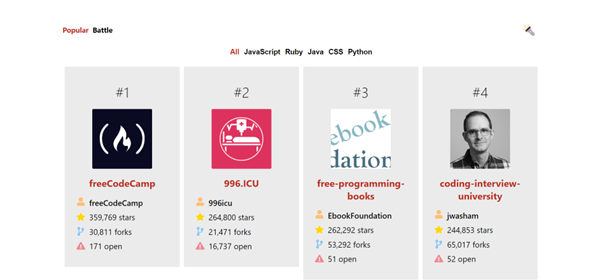 Popular Battle
All JavaScript Ruby Java CSS Python
#1
freeCodeCamp
freeCodeCamp
359,769 stars
30,811 forks
171 open
#2
996.ICU
996icu
264,800 stars
21,471 forks
16,737 open
#3
ebook
dation
free-programming-
books
EbookFoundation
262,292 stars
53,292 forks
51 open
#4
coding-interview-
university
jwasham
244,853 stars
65,017 forks
52 open